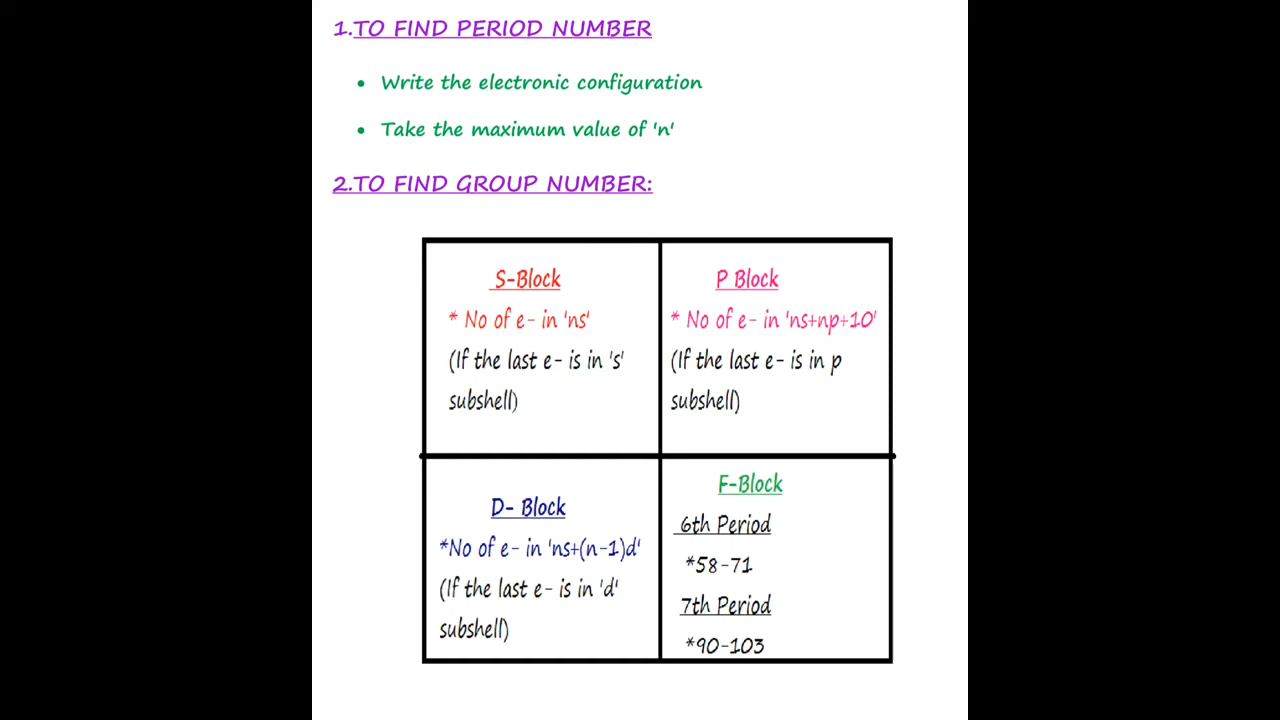 1.TO FIND PERIOD NUMBER
• Write the electronic configuration
• Take the maximum value of 'n'
2.TO FIND GROUP NUMBER:
S-Block
* No of e- in 'ns'
(If the last e- is in 's'
subshell)
P Block
* No of e- in 'ns+np+10'
(If the last e- is in p
subshell)
D- Block
*No of e- in 'ns+(n-1)d'
(If the last e- is in 'd'
subshell)
F-Block
6th Period
*58-71
7th Period
*90-103